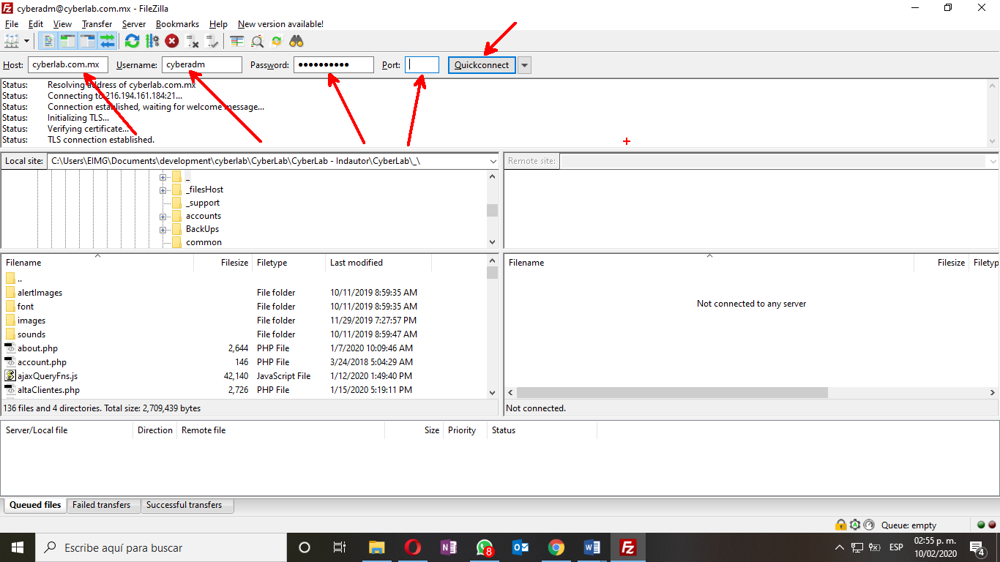 cyberadm@cyberlab.com.mx - FileZilla
File Edit View Transfer Server Bookmarks Help New version available!
Host: cyberlab.com.mx Username: cyberadm Password: ●●●●●●●●●● Port: Quickconnect
Status: Resolving address of cyberlab.com.mx
Status: Connecting to 216.194.161.184:21...
Status: Connection established, waiting for welcome message...
Status: Initializing TLS...
Status: Verifying certificate...
Status: TLS connection established.
Local site: C:\Users\EIMG\Documents\development\cyberlab\CyberLab\CyberLab - Indautor\CyberLab\_\
Remote site:
_
_filesHost
_support
accounts
BackUps
common
Filename Filesize Filetype Last modified
..
alertImages File folder 10/11/2019 8:59:35 AM
font File folder 10/11/2019 8:59:35 AM
images File folder 11/29/2019 7:27:57 PM
sounds File folder 10/11/2019 8:59:47 AM
about.php 2,644 PHP File 1/7/2020 10:09:46 AM
account.php 146 PHP File 3/24/2018 5:04:29 AM
ajaxQueryFns.js 42,140 JavaScript File 1/12/2020 1:49:40 PM
altaClientes.php 2,726 PHP File 1/15/2020 5:19:11 PM
136 files and 4 directories. Total size: 2,709,439 bytes
Filename Filesize Filetyp
Not connected to any server
Not connected.
Server/Local file Direction Remote file Size Priority Status
Queued files Failed transfers Successful transfers
Queue: empty
Escribe aquí para buscar
8
ESP
02:55 p. m.
10/02/2020
4